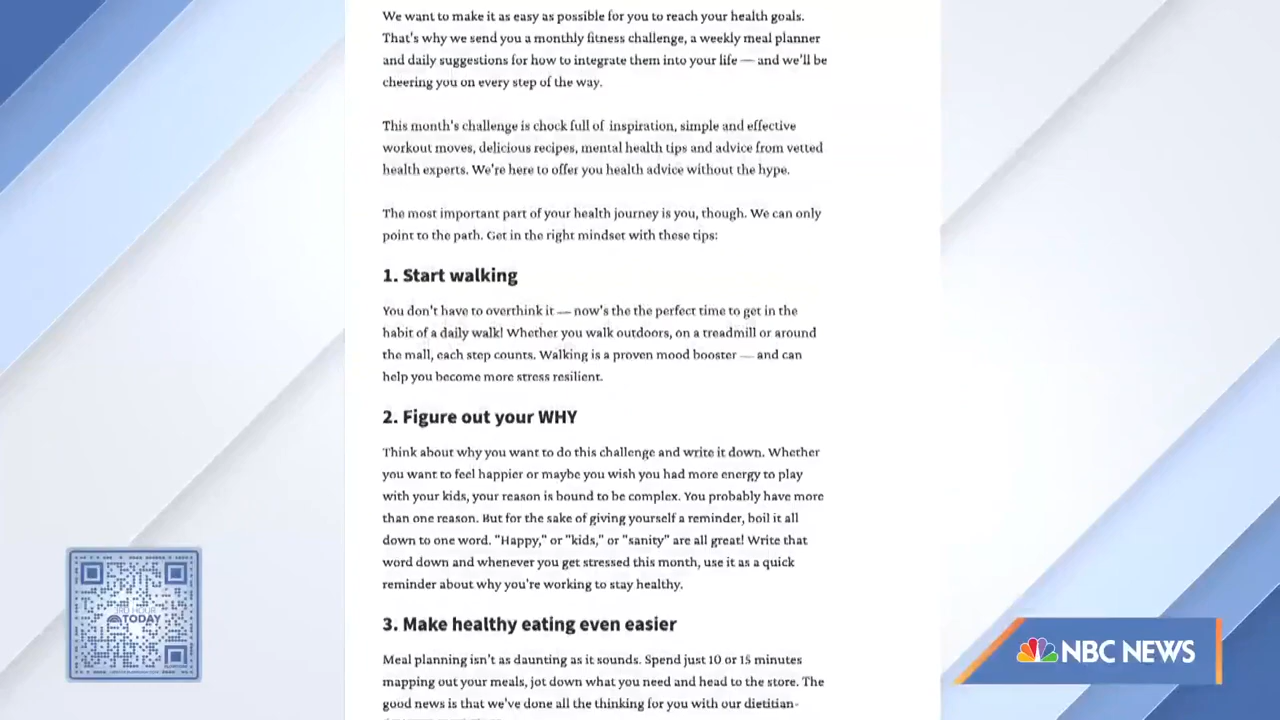 We want to make it as easy as possible for you to reach your health goals.
That's why we send you a monthly fitness challenge, a weekly meal planner
and daily suggestions for how to integrate them into your life — and we'll be
cheering you on every step of the way.
This month's challenge is chock full of inspiration, simple and effective
workout moves, delicious recipes, mental health tips and advice from vetted
health experts. We're here to offer you health advice without the hype.
The most important part of your health journey is you, though. We can only
point to the path. Get in the right mindset with these tips:
1. Start walking
You don't have to overthink it — now's the the perfect time to get in the
habit of a daily walk! Whether you walk outdoors, on a treadmill or around
the mall, each step counts. Walking is a proven mood booster — and can
help you become more stress resilient.
2. Figure out your WHY
Think about why you want to do this challenge and write it down. Whether
you want to feel happier or maybe you wish you had more energy to play
with your kids, your reason is bound to be complex. You probably have more
than one reason. But for the sake of giving yourself a reminder, boil it all
down to one word. "Happy," or "kids," or "sanity" are all great! Write that
word down and whenever you get stressed this month, use it as a quick
reminder about why you're working to stay healthy.
3. Make healthy eating even easier
Meal planning isn't as daunting as it sounds. Spend just 10 or 15 minutes
mapping out your meals, jot down what you need and head to the store. The
good news is that we've done all the thinking for you with our dietitian-
3RD HOUR
TODAY
NBC NEWS